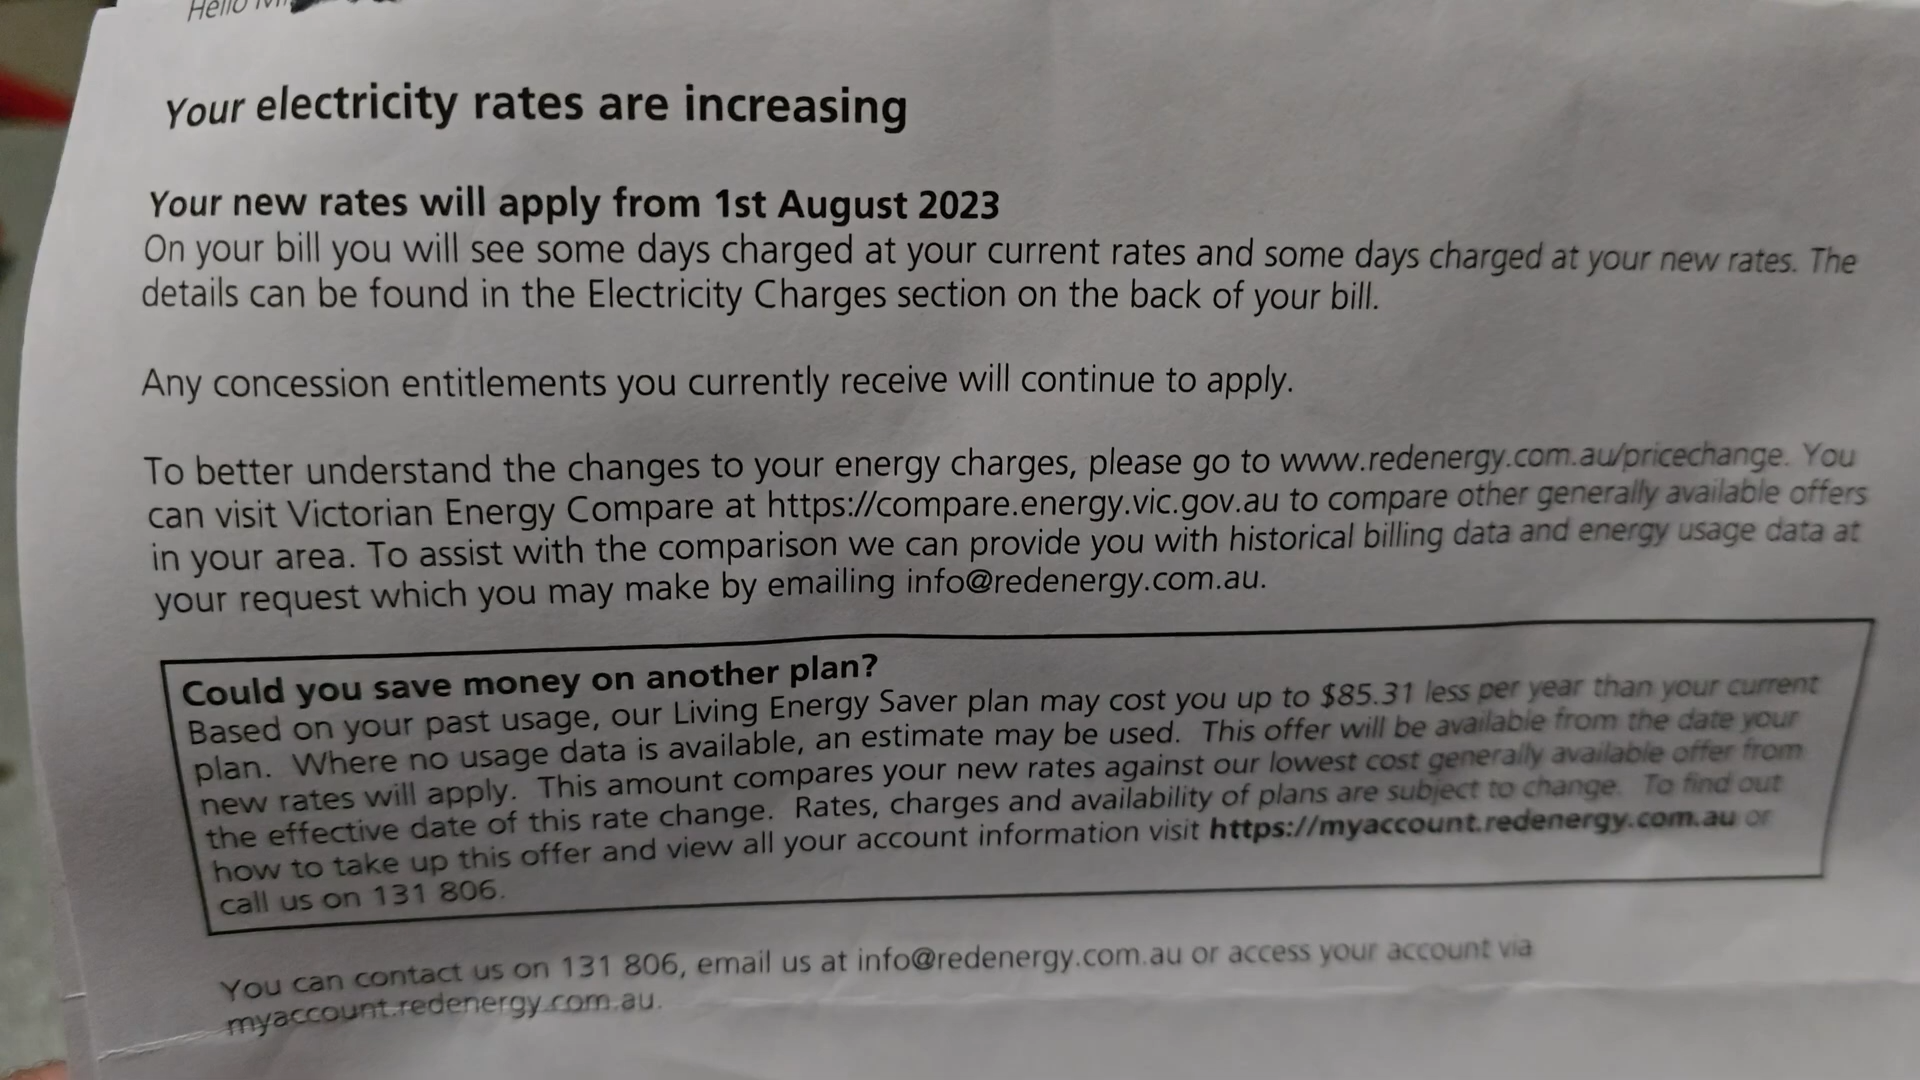 Hello
Your electricity rates are increasing
Your new rates will apply from 1st August 2023
On your bill you will see some days charged at your current rates and some days charged at your new rates. The
details can be found in the Electricity Charges section on the back of your bill.
Any concession entitlements you currently receive will continue to apply.
To better understand the changes to your energy charges, please go to www.redenergy.com.au/pricechange. You
can visit Victorian Energy Compare at https://compare.energy.vic.gov.au to compare other generally available offers
in your area. To assist with the comparison we can provide you with historical billing data and energy usage data at
your request which you may make by emailing info@redenergy.com.au.
Could you save money on another plan?
Based on your past usage, our Living Energy Saver plan may cost you up to $85.31 less per year than your current
plan. Where no usage data is available, an estimate may be used. This offer will be available from the date your
new rates will apply. This amount compares your new rates against our lowest cost generally available offer from
the effective date of this rate change. Rates, charges and availability of plans are subject to change. To find out
how to take up this offer and view all your account information visit https://myaccount.redenergy.com.au or
call us on 131 806.
You can contact us on 131 806, email us at info@redenergy.com.au or access your account via
myaccount.redenergy.com.au.